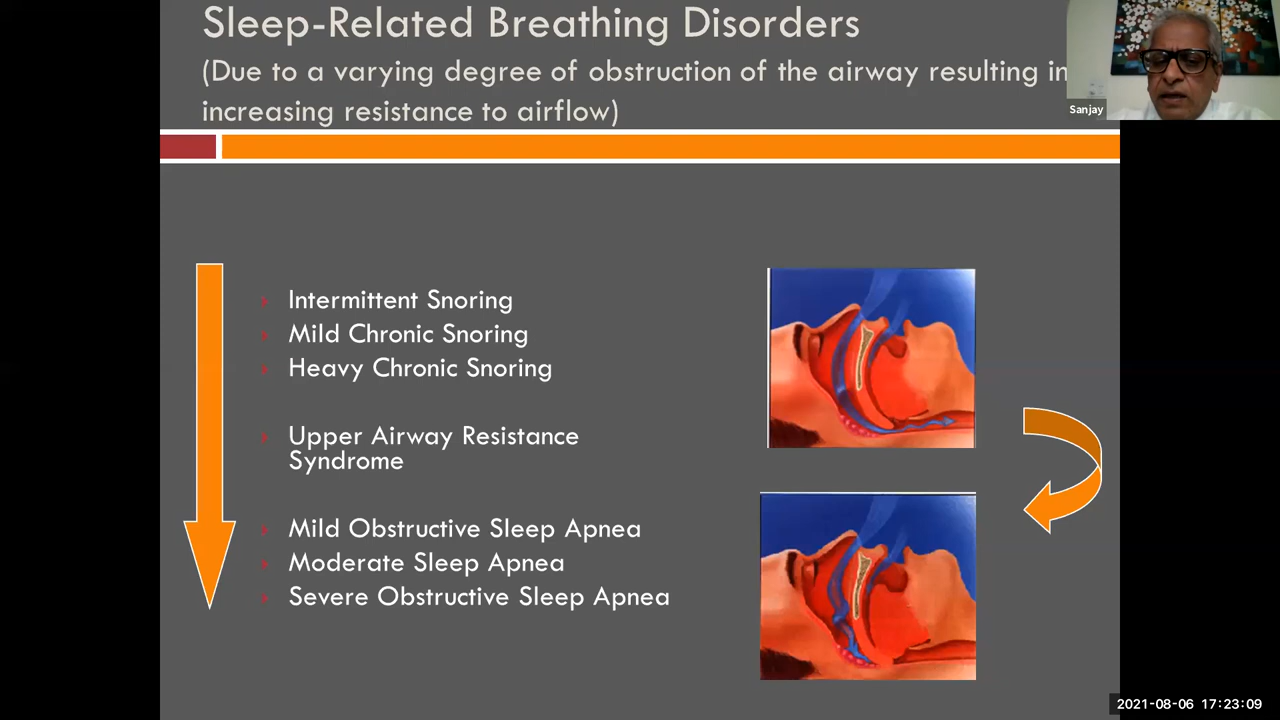 Sleep-Related Breathing Disorders
(Due to a varying degree of obstruction of the airway resulting in
increasing resistance to airflow)
Sanjay
Intermittent Snoring
Mild Chronic Snoring
Heavy Chronic Snoring
Upper Airway Resistance
Syndrome
Mild Obstructive Sleep Apnea
Moderate Sleep Apnea
Severe Obstructive Sleep Apnea
2021-08-06 17:23:09